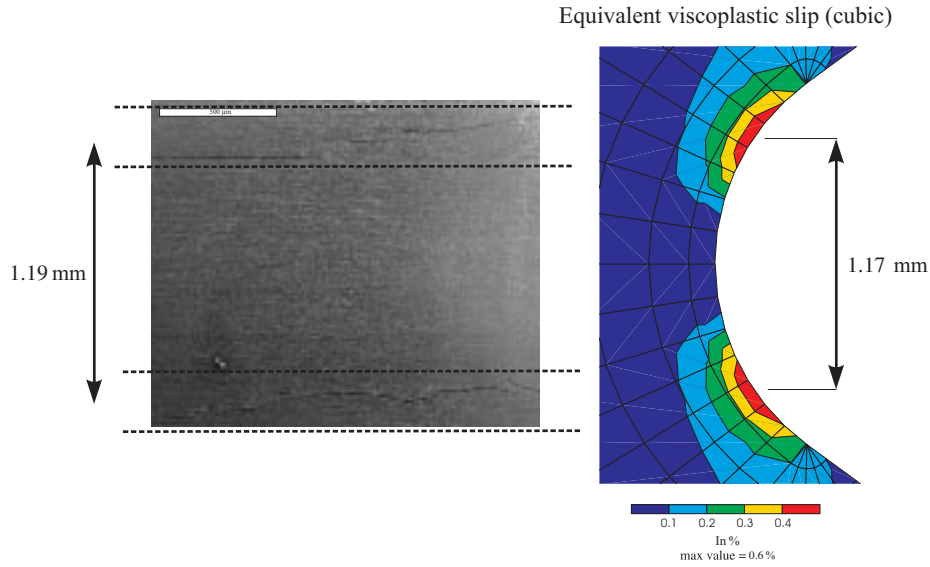 Equivalent viscoplastic slip (cubic)
500 μm
1.19 mm
1.17 mm
0.1 0.2 0.3 0.4
In %
max value = 0.6 %